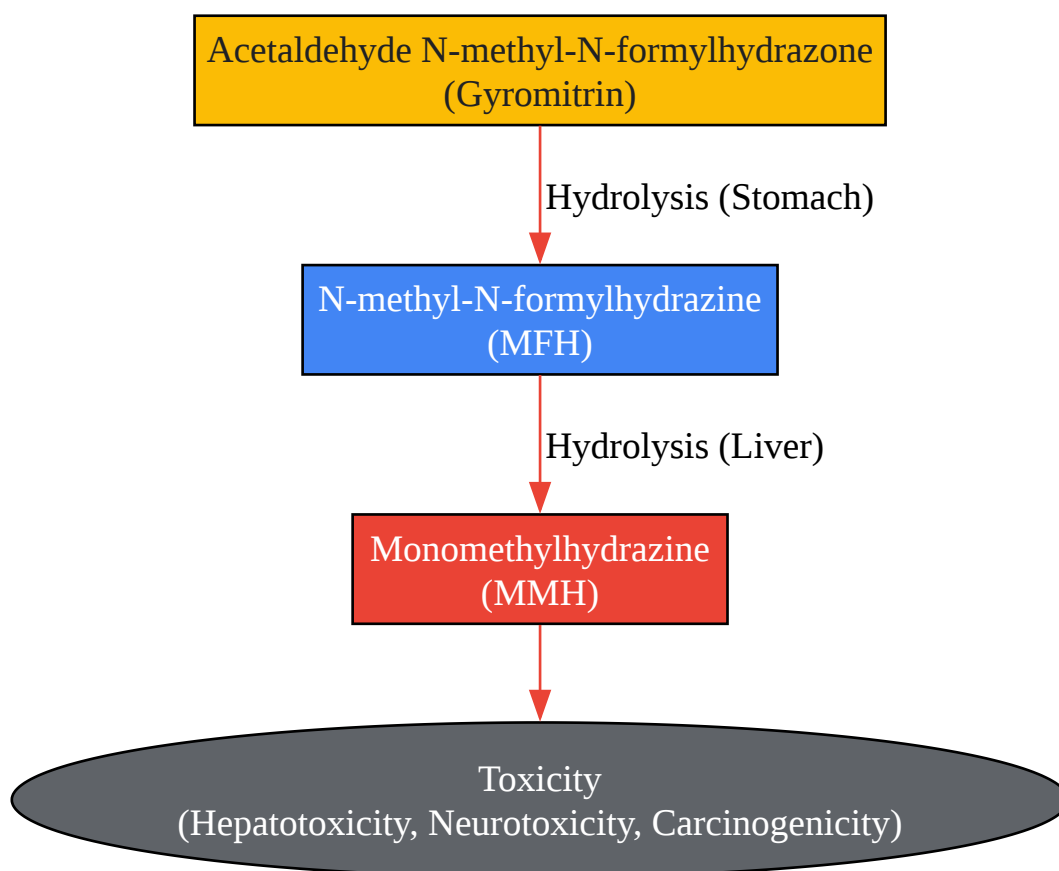 Acetaldehyde N-methyl-N-formylhydrazone
(Gyromitrin)
Hydrolysis (Stomach)
N-methyl-N-formylhydrazine
(MFH)
Hydrolysis (Liver)
Monomethylhydrazine
(MMH)
Toxicity
(Hepatotoxicity, Neurotoxicity, Carcinogenicity)